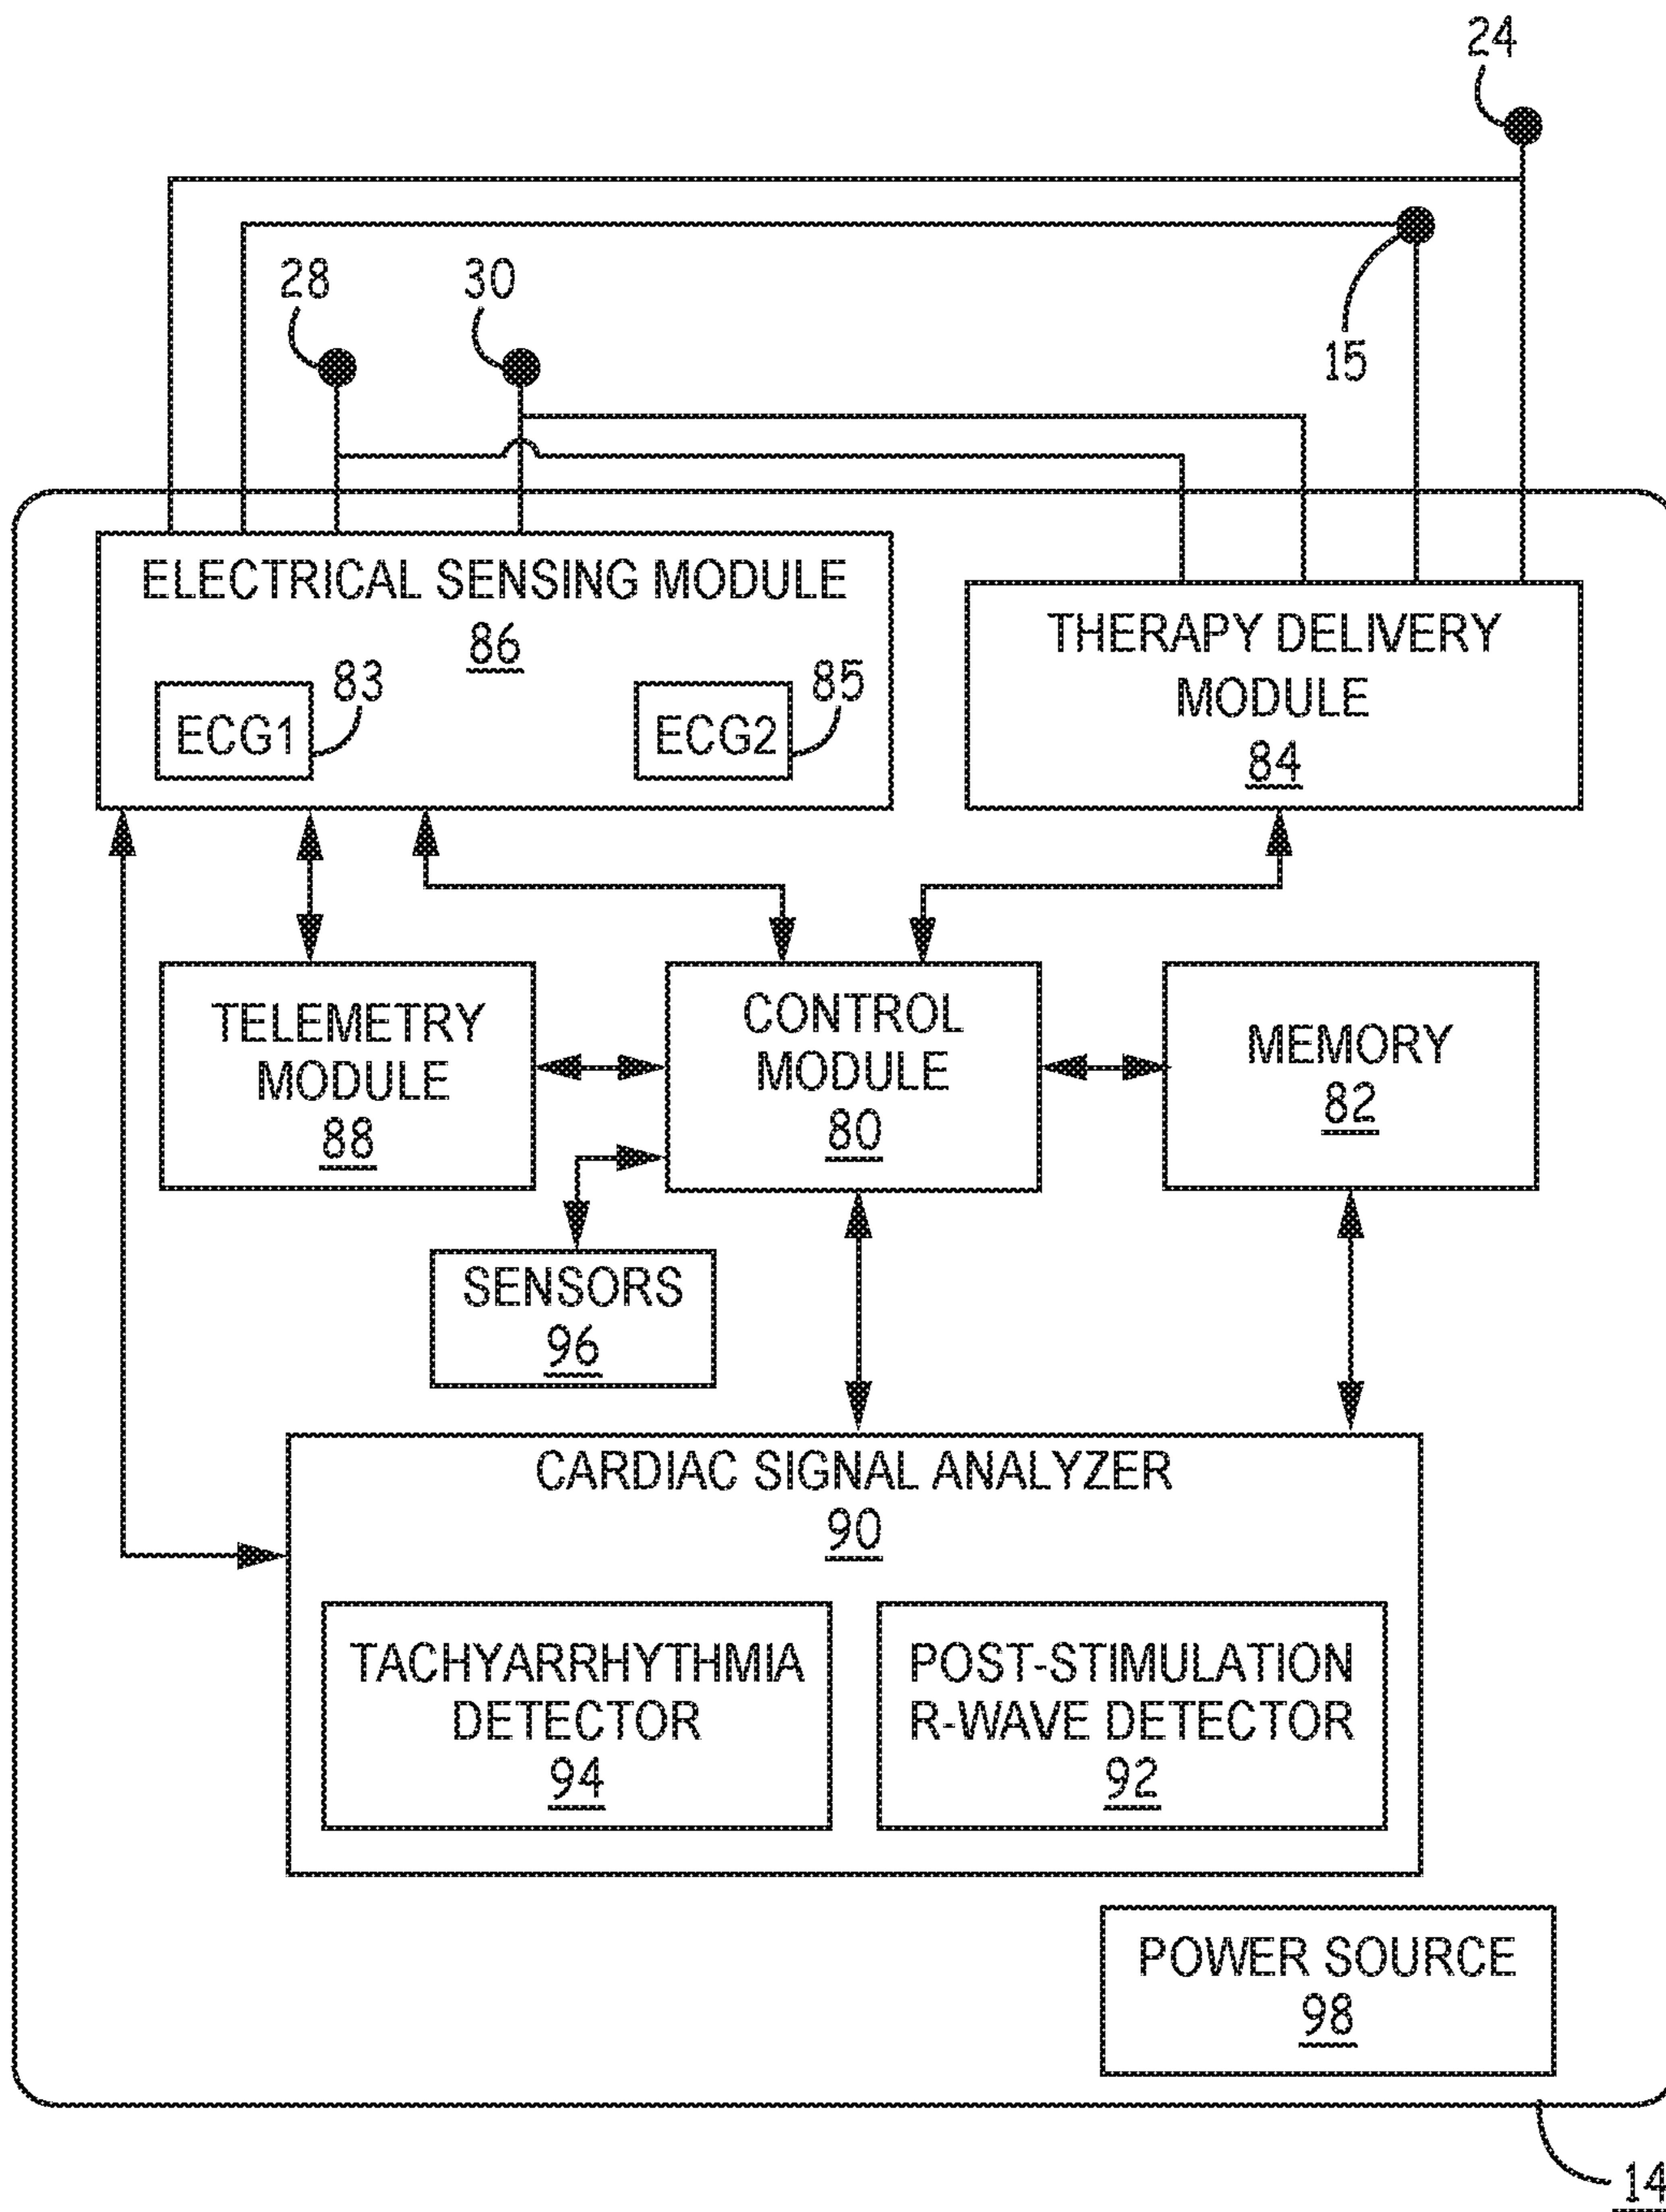 24
28
30
15
ELECTRICAL SENSING MODULE
86
83
ECG1
85
ECG2
THERAPY DELIVERY
MODULE
84
TELEMETRY
MODULE
88
CONTROL
MODULE
80
MEMORY
82
SENSORS
96
CARDIAC SIGNAL ANALYZER
90
TACHYARRHYTHMIA
DETECTOR
94
POST-STIMULATION
R-WAVE DETECTOR
92
POWER SOURCE
98
14